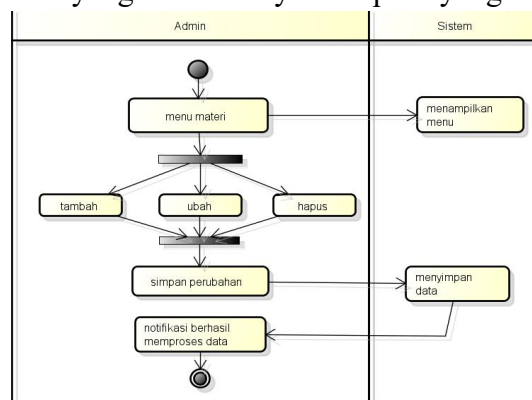 Admin
Sistem
menu materi
menampilkan
menu
tambah
ubah
hapus
simpan perubahan
menyimpan
data
notifikasi berhasil
memproses data